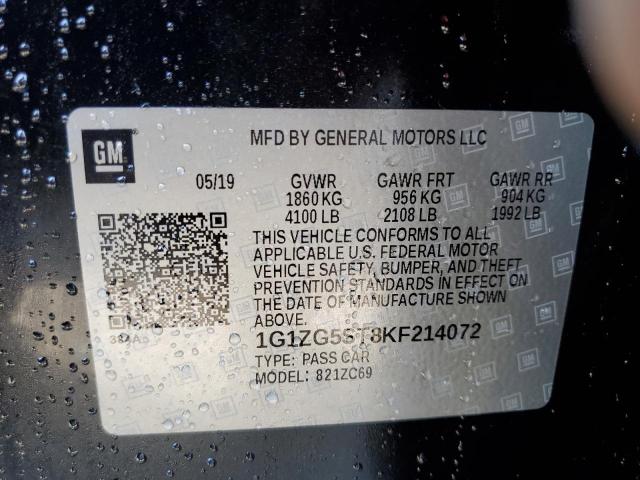 GM
MFD BY GENERAL MOTORS LLC
05/19 GVWR GAWR FRT GAWR RR
1860 KG 956 KG 904 KG
4100 LB 2108 LB 1992 LB
THIS VEHICLE CONFORMS TO ALL
APPLICABLE U.S. FEDERAL MOTOR
VEHICLE SAFETY, BUMPER, AND THEFT
PREVENTION STANDARDS IN EFFECT ON
THE DATE OF MANUFACTURE SHOWN
ABOVE.
1G1ZG5ST8KF214072
TYPE: PASS CAR
MODEL: 821ZC69